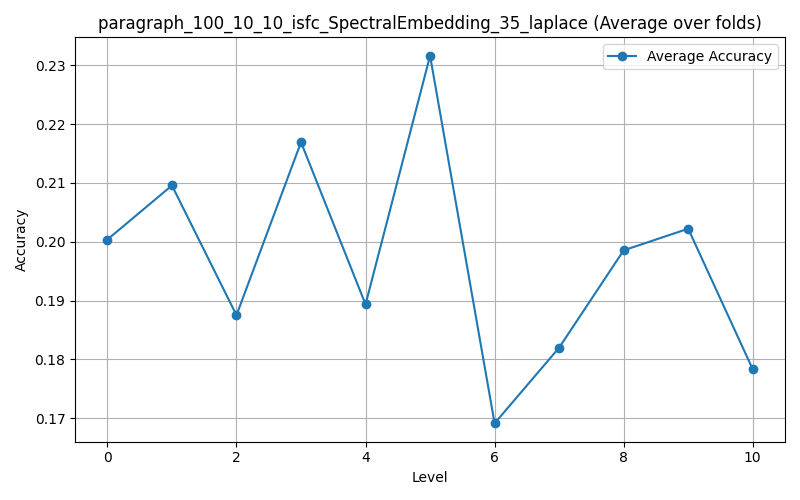 paragraph_100_10_10_isfc_SpectralEmbedding_35_laplace (Average over folds)
Average Accuracy
Accuracy
0.23
0.22
0.21
0.20
0.19
0.18
0.17
0 2 4 6 8 10
Level